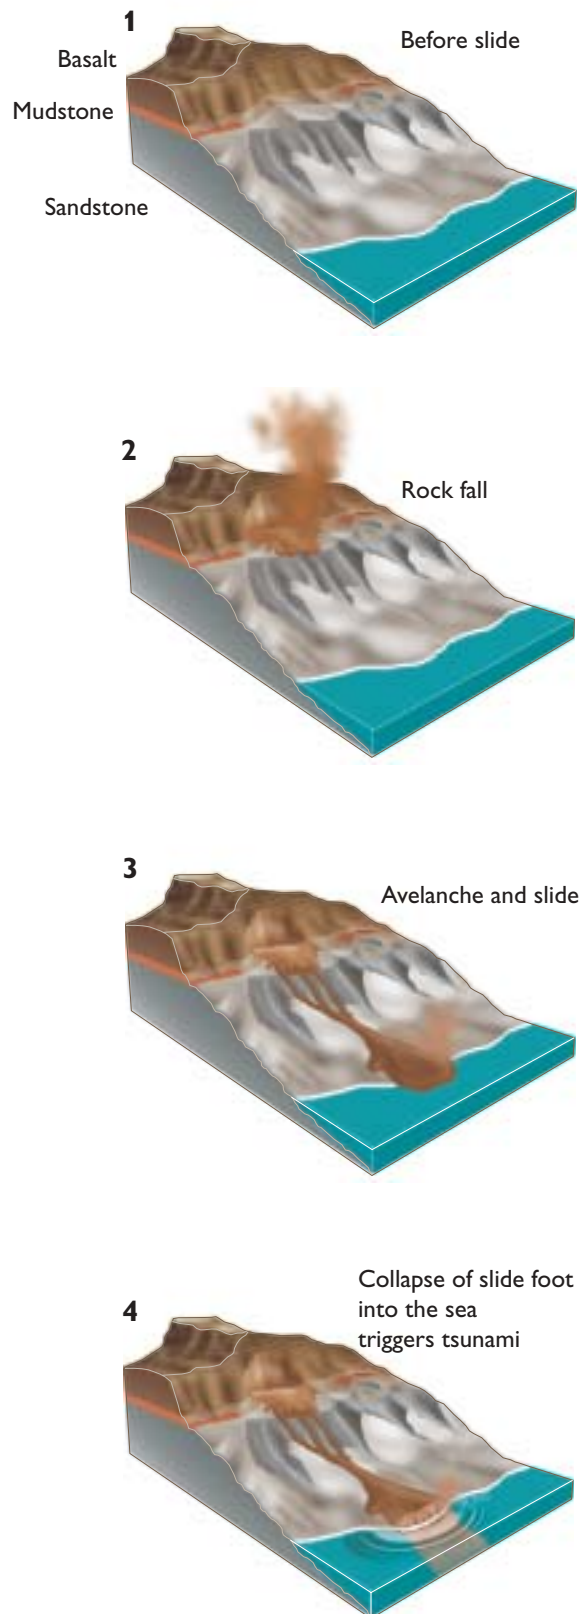 1
Before slide
Basalt
Mudstone
Sandstone
2
Rock fall
3
Avelanche and slide
4
Collapse of slide foot
into the sea
triggers tsunami